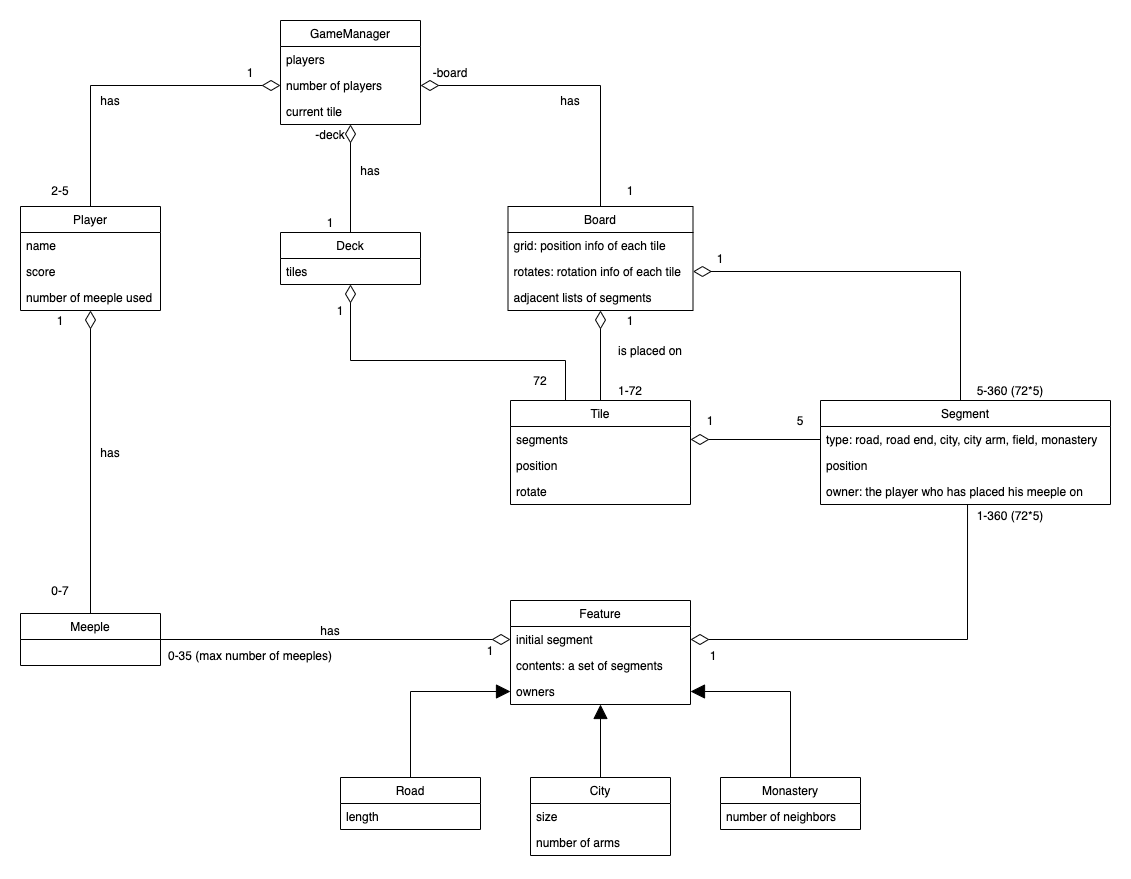 GameManager
players
number of players
current tile
1
has
-board
has
-deck
has
2-5
1
1
Player
name
score
number of meeple used
Deck
tiles
Board
grid: position info of each tile
rotates: rotation info of each tile
adjacent lists of segments
1
1
1
1
is placed on
72
1-72
5-360 (72*5)
Tile
segments
position
rotate
1
5
Segment
type: road, road end, city, city arm, field, monastery
position
owner: the player who has placed his meeple on
1-360 (72*5)
has
0-7
Meeple
has
0-35 (max number of meeples)
1
Feature
initial segment
contents: a set of segments
owners
1
Road
length
City
size
number of arms
Monastery
number of neighbors